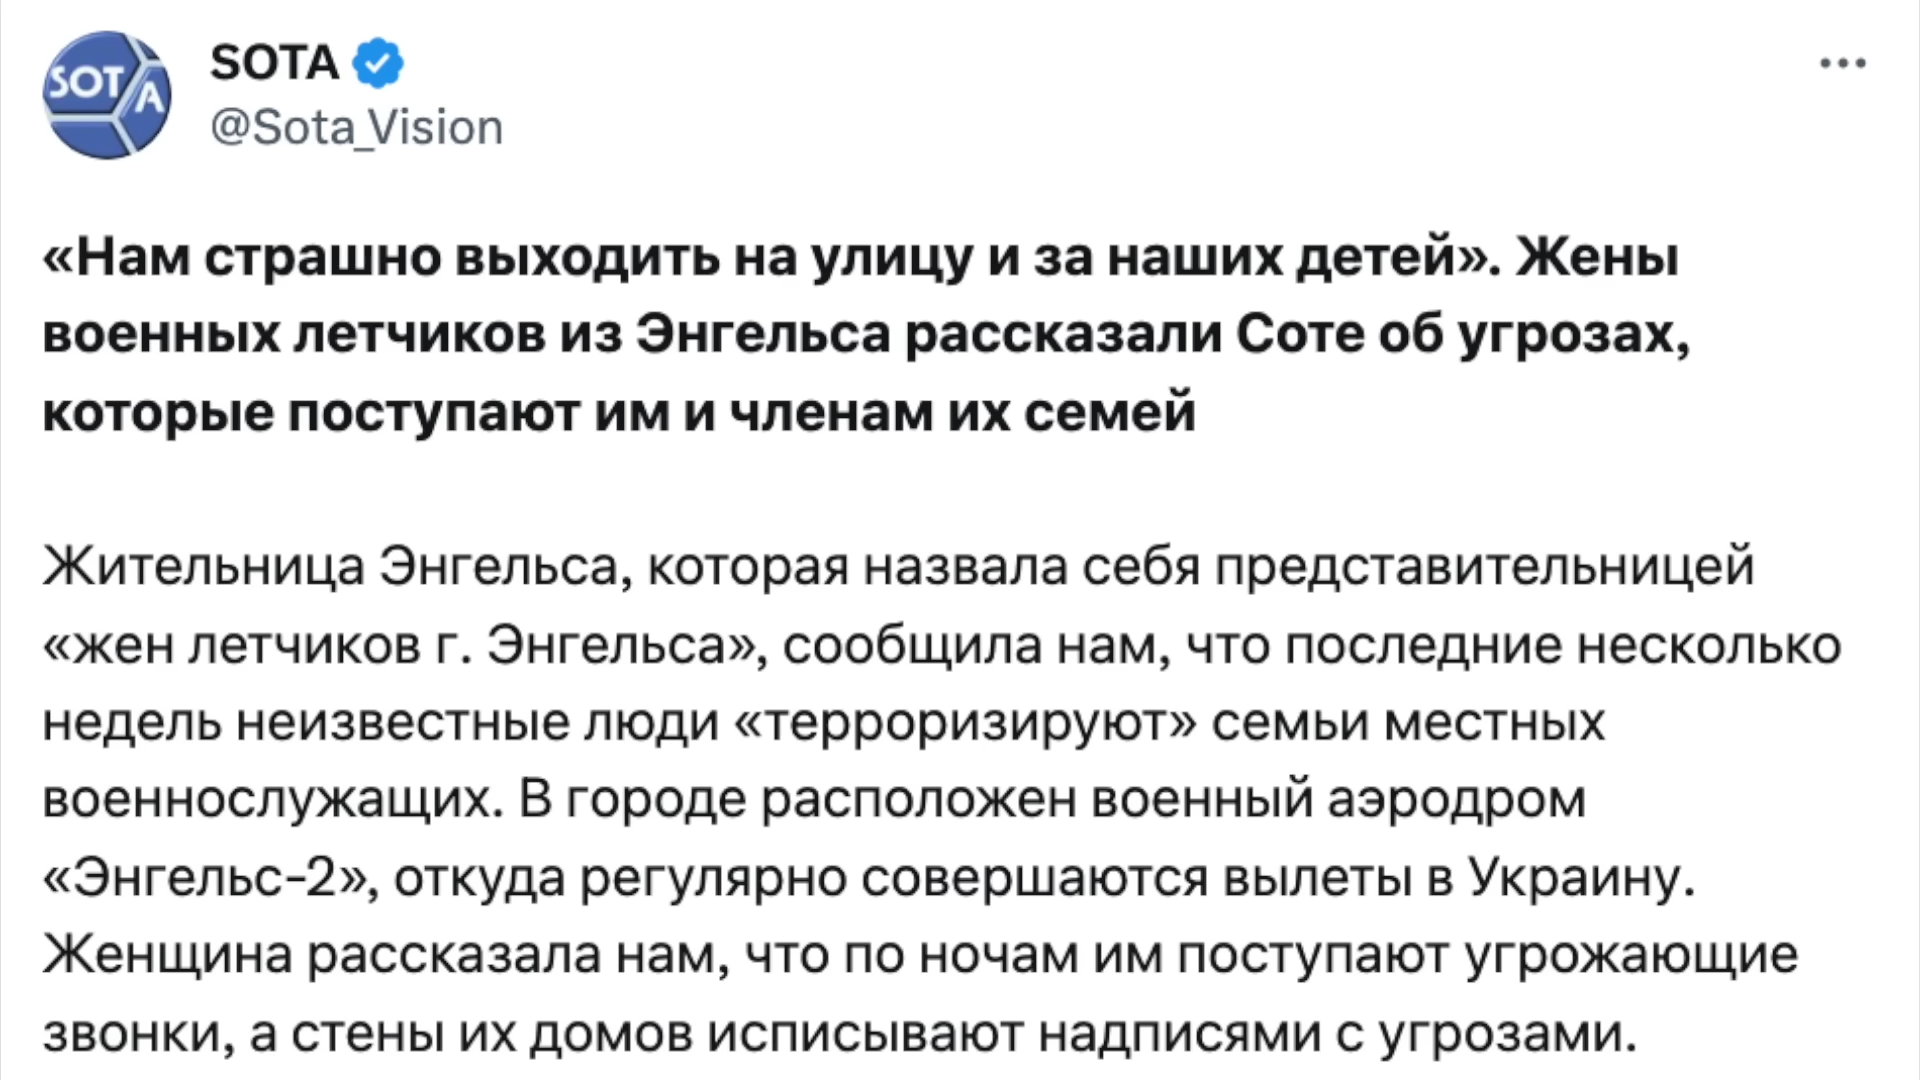 SOTA
SOTA
@Sota_Vision
«Нам страшно выходить на улицу и за наших детей». Жены
военных летчиков из Энгельса рассказали Соте об угрозах,
которые поступают им и членам их семей
Жительница Энгельса, которая назвала себя представительницей
«жен летчиков г. Энгельса», сообщила нам, что последние несколько
недель неизвестные люди «терроризируют» семьи местных
военнослужащих. В городе расположен военный аэродром
«Энгельс-2», откуда регулярно совершаются вылеты в Украину.
Женщина рассказала нам, что по ночам им поступают угрожающие
звонки, а стены их домов исписывают надписями с угрозами.